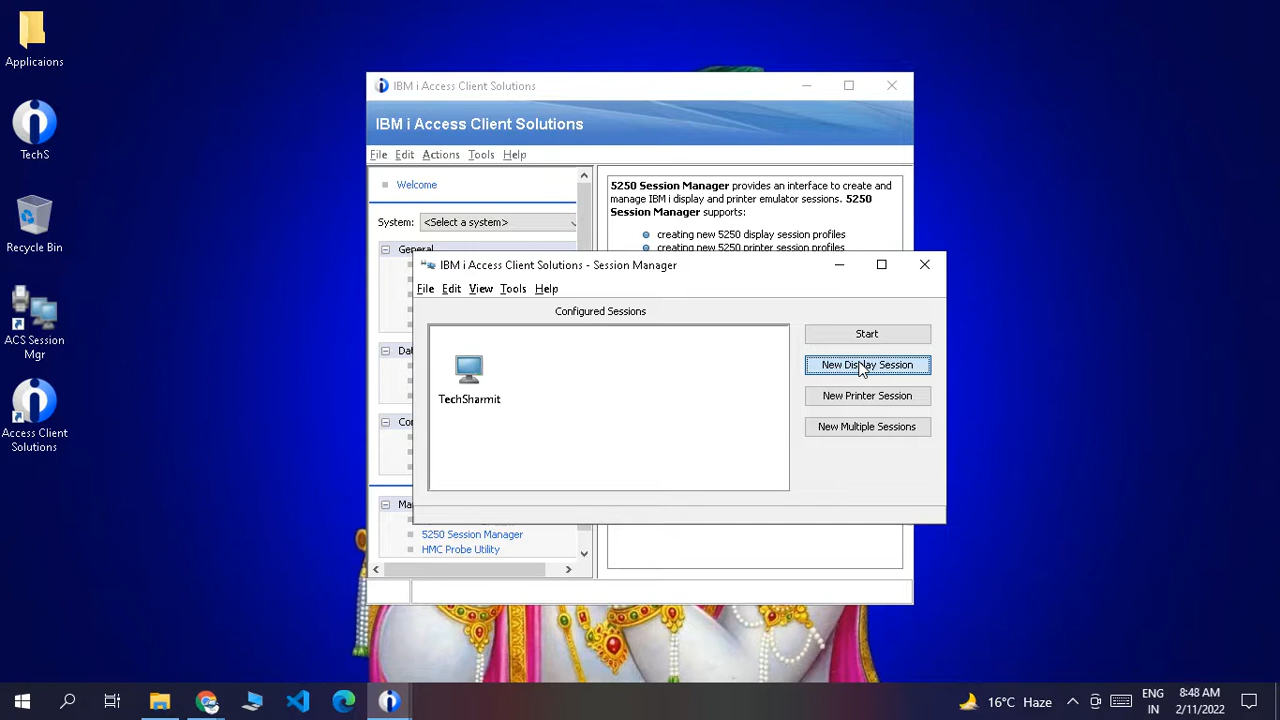 Applicaions
TechS
Recycle Bin
ACS Session
Mgr
Access Client
Solutions
IBM i Access Client Solutions
IBM i Access Client Solutions
File Edit Actions Tools Help
Welcome
System: <Select a system>
General
5250 Session Manager provides an interface to create and
manage IBM i display and printer emulator sessions. 5250
Session Manager supports:
creating new 5250 display session profiles
creating new 5250 printer session profiles
IBM i Access Client Solutions - Session Manager
File Edit View Tools Help
Configured Sessions
TechSharmit
Start
New Display Session
New Printer Session
New Multiple Sessions
5250 Session Manager
HMC Probe Utility
16°C Haze
ENG
IN
8:48 AM
2/11/2022